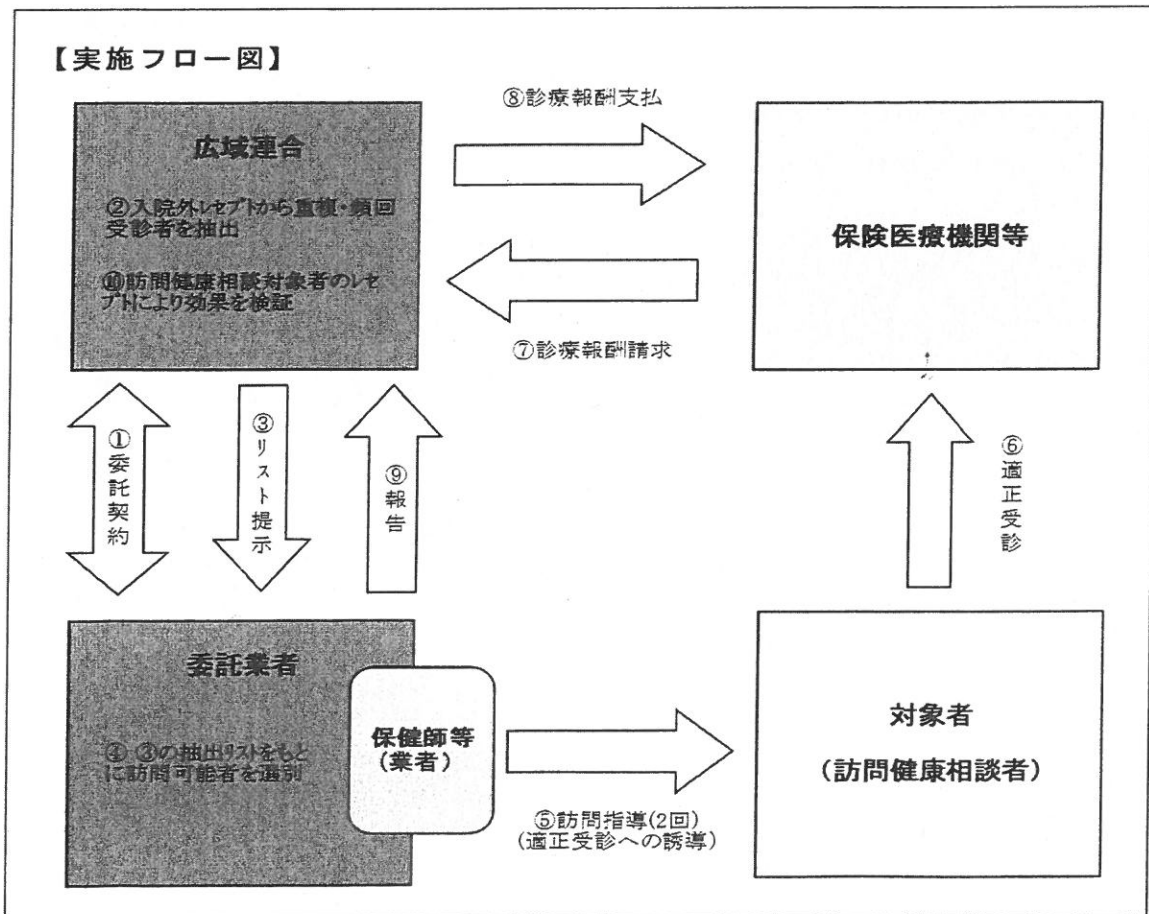 【実施フロー図】
⑧診療報酬支払
広域連合
②入院外レセプトから重複・頻回
受診者を抽出
⑩訪問健康相談対象者のレセ
プトにより効果を検証
保険医療機関等
⑦診療報酬請求
①委託契約
③リスト提示
⑨報告
⑥適正受診
委託業者
④ ③の抽出リストをもと
に訪問可能者を選別
保健師等
(業者)
対象者
(訪問健康相談者)
⑤訪問指導(2回)
(適正受診への誘導)